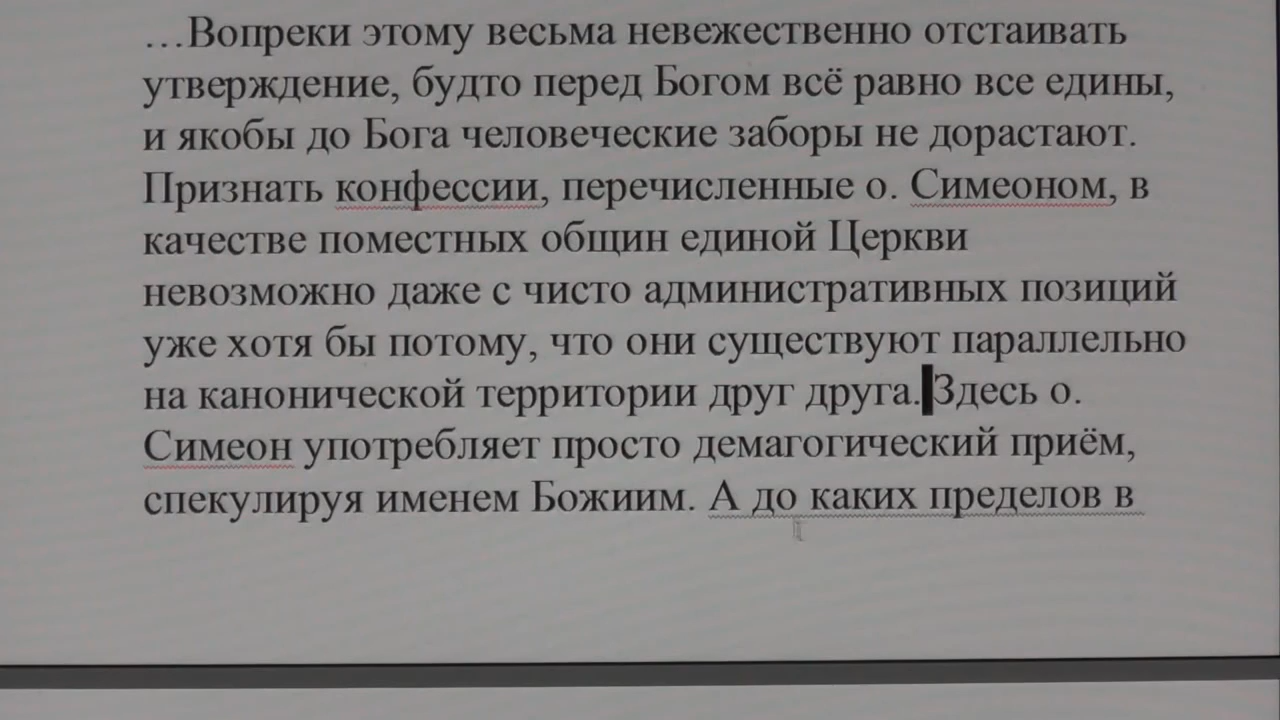 …Вопреки этому весьма невежественно отстаивать
утверждение, будто перед Богом всё равно все едины,
и якобы до Бога человеческие заборы не дорастают.
Признать конфессии, перечисленные о. Симеоном, в
качестве поместных общин единой Церкви
невозможно даже с чисто административных позиций
уже хотя бы потому, что они существуют параллельно
на канонической территории друг друга. Здесь о.
Симеон употребляет просто демагогический приём,
спекулируя именем Божиим. А до каких пределов в